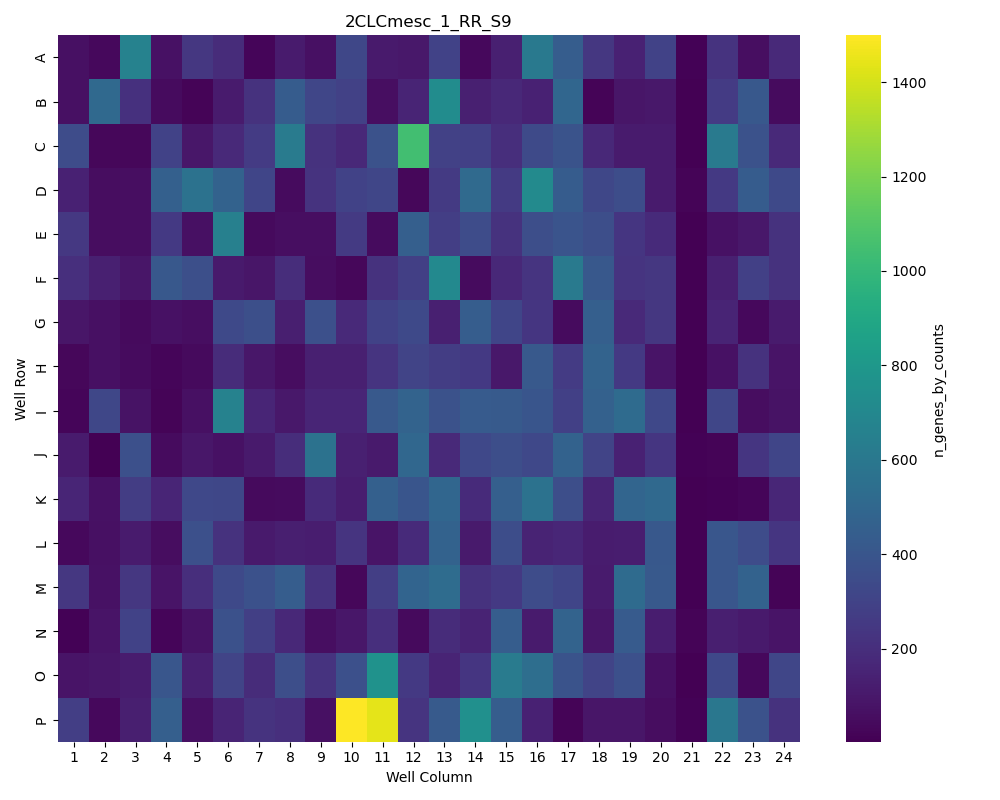 2CLCmesc_1_RR_S9
A
B
C
D
E
F
G
H
I
J
K
L
M
N
O
P
Well Row
1 2 3 4 5 6 7 8 9 10 11 12 13 14 15 16 17 18 19 20 21 22 23 24
Well Column
1400
1200
1000
800
600
400
200
n_genes_by_counts